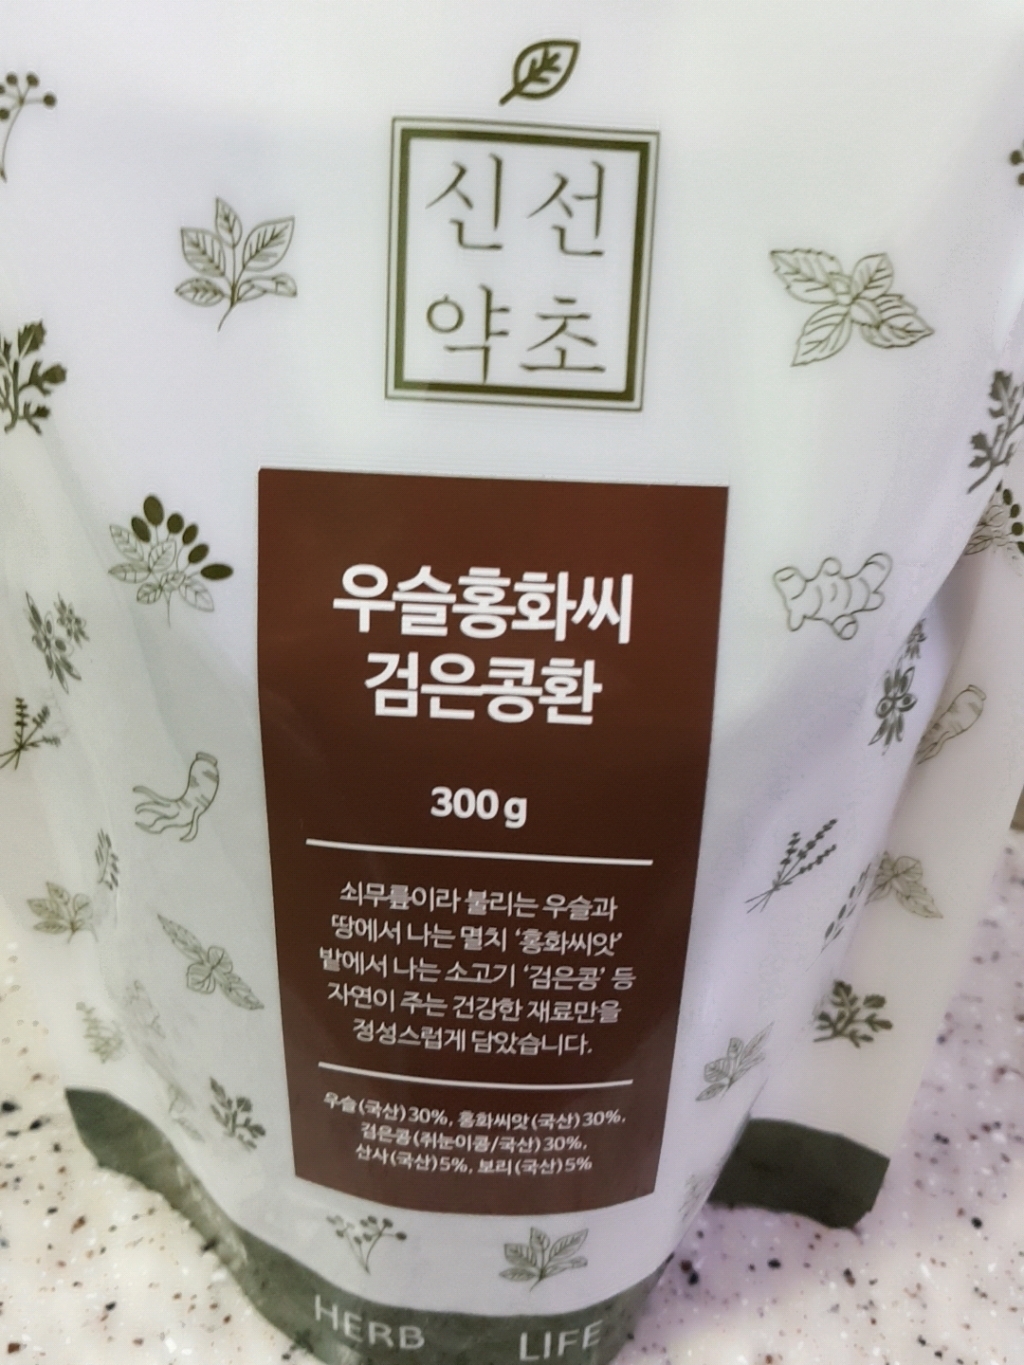 신선
약초
우슬홍화씨
검은콩환
300g
쇠무릎이라 불리는 우슬과
땅에서 나는 멸치 ‘홍화씨앗’
밭에서 나는 소고기 ‘검은콩’ 등
자연이 주는 건강한 재료만을
정성스럽게 담았습니다.
우슬(국산)30%, 홍화씨앗(국산)30%,
검은콩(쥐눈이콩/국산)30%,
산사(국산)5%, 보리(국산)5%
HERB LIFE